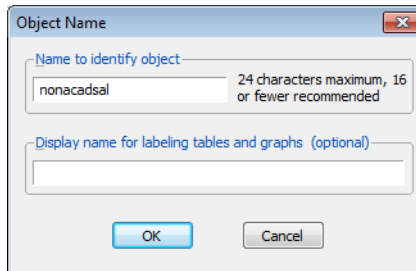 Object Name
Name to identify object
nonacadsal
24 characters maximum, 16
or fewer recommended
Display name for labeling tables and graphs (optional)
OK
Cancel